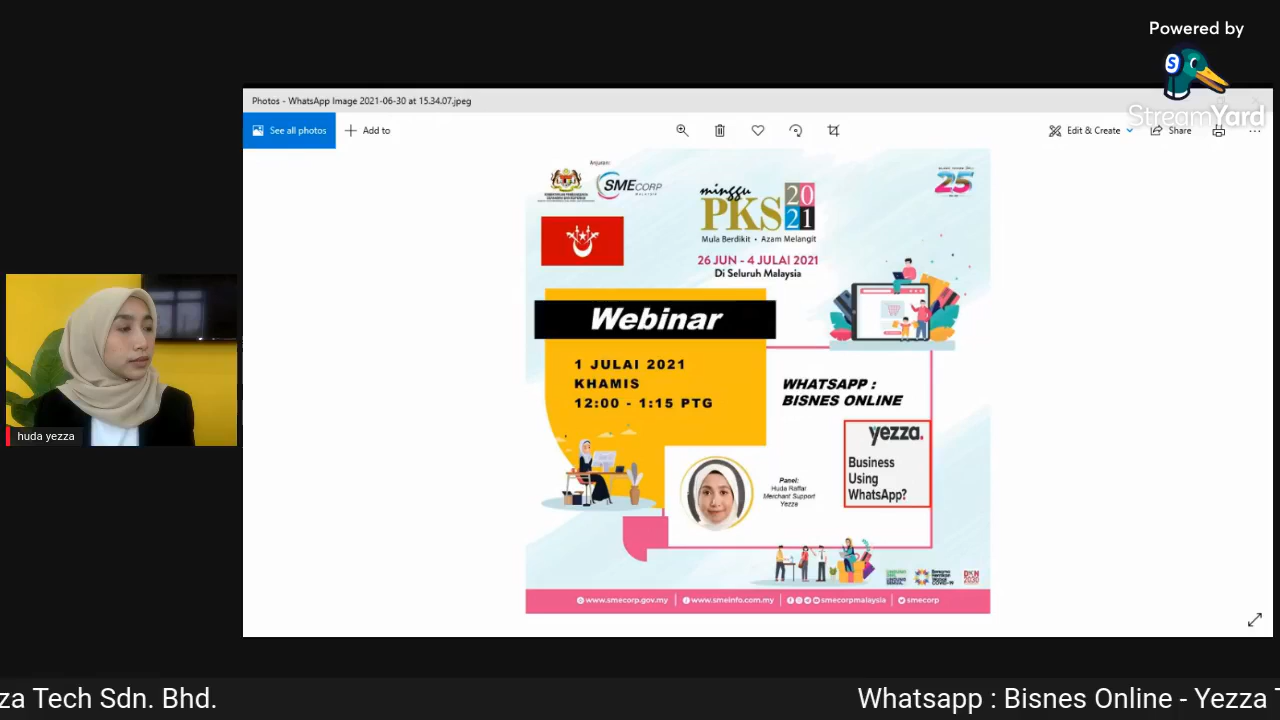 Powered by
StreamYard
Photos - WhatsApp Image 2021-06-30 at 15.34.07.jpeg
See all photos
Add to
Edit & Create
Share
Anjuran:
SMECORP
MALAYSIA
minggu
PKS 2021
Mula Berdikit • Azam Melangit
25
26 JUN - 4 JULAI 2021
Di Seluruh Malaysia
Webinar
1 JULAI 2021
KHAMIS
12:00 - 1:15 PTG
WHATSAPP :
BISNES ONLINE
yezza.
Business
Using
WhatsApp?
Panel:
Huda Raffar
Merchant Support
Yezza
huda yezza
www.smecorp.gov.my
www.smeinfo.com.my
smecorpmalaysia
smecorp
za Tech Sdn. Bhd.
Whatsapp : Bisnes Online - Yezza T